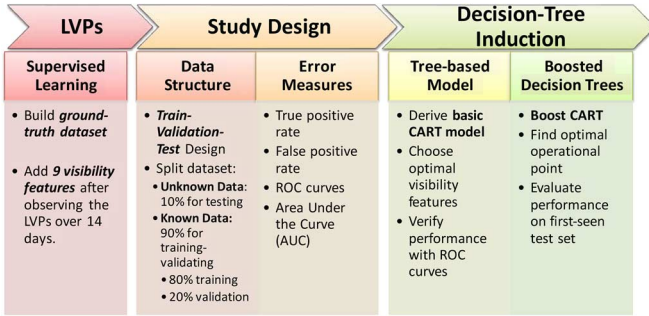 LVPs
Study Design
Decision-Tree
Induction
Supervised
Learning
Data
Structure
Error
Measures
Tree-based
Model
Boosted
Decision Trees
• Build ground-
truth dataset
• Add 9 visibility
features after
observing the
LVPs over 14
days.
• Train-
Validation-
Test Design
• Split dataset:
• Unknown Data:
10% for testing
• Known Data:
90% for
training-
validating
• 80% training
• 20% validation
• True positive
rate
• False positive
rate
• ROC curves
• Area Under
the Curve
(AUC)
• Derive basic
CART model
• Choose
optimal
visibility
features
• Verify
performance
with ROC
curves
• Boost CART
• Find optimal
operational
point
• Evaluate
performance
on first-seen
test set